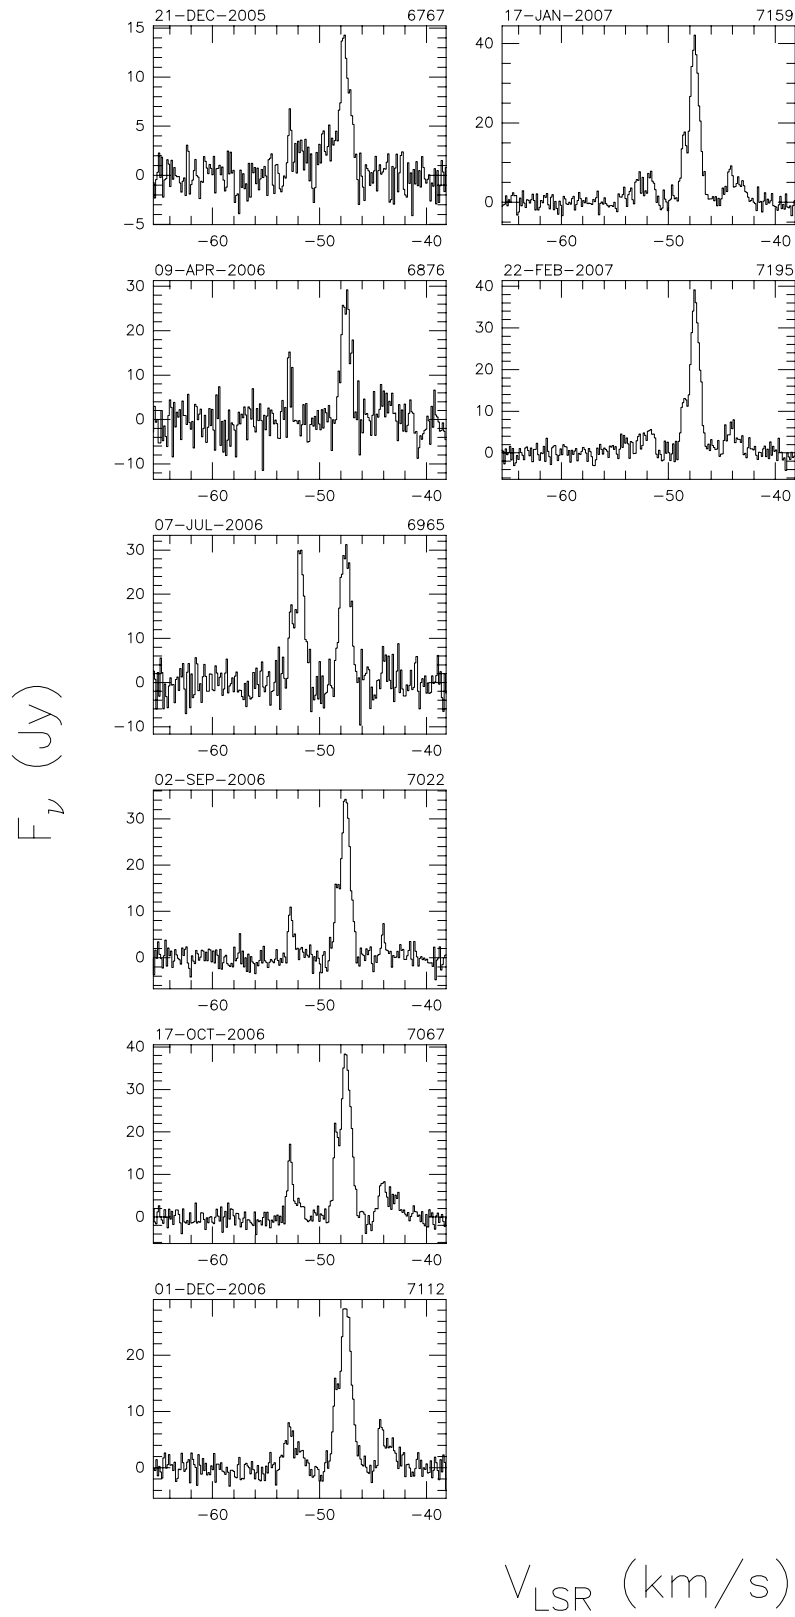 21-DEC-2005 6767
15
10
5
0
−5
−60 −50 −40
09-APR-2006 6876
30
20
10
0
−10
−60 −50 −40
07-JUL-2006 6965
30
20
10
0
−10
−60 −50 −40
02-SEP-2006 7022
30
20
10
0
−60 −50 −40
17-OCT-2006 7067
40
30
20
10
0
−60 −50 −40
01-DEC-2006 7112
20
10
0
−60 −50 −40
17-JAN-2007 7159
40
20
0
−60 −50 −40
22-FEB-2007 7195
40
30
20
10
0
−60 −50 −40
Fν (Jy)
VLSR (km/s)